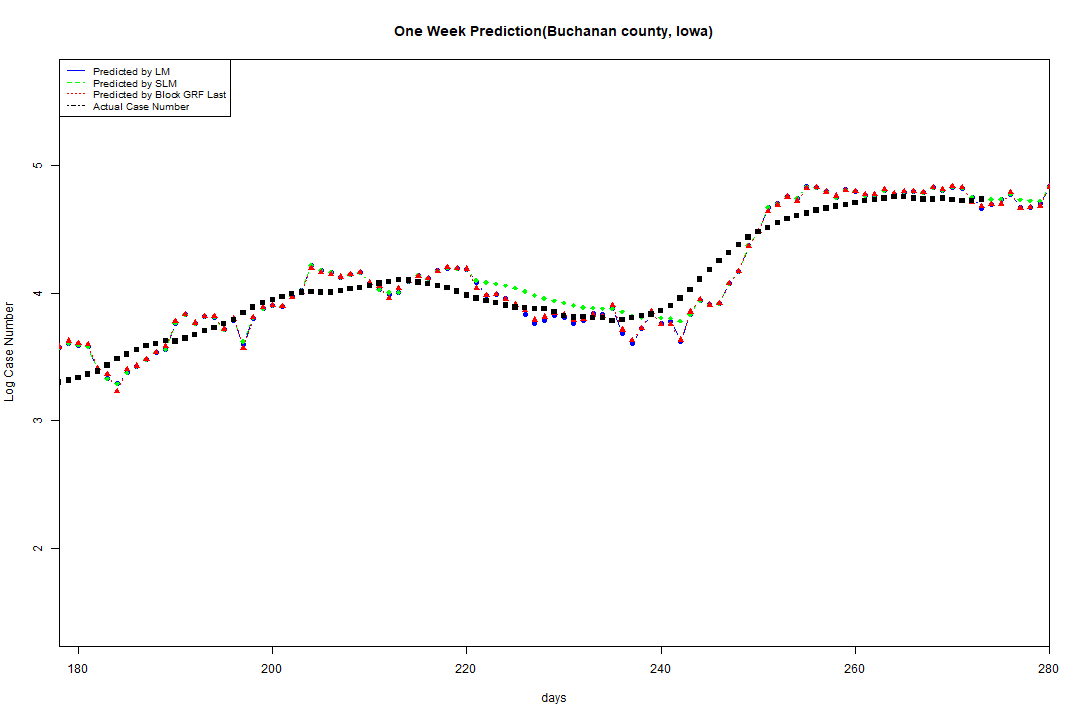 One Week Prediction(Buchanan county, Iowa)
Predicted by LM
Predicted by SLM
Predicted by Block GRF Last
Actual Case Number
Log Case Number
5
4
3
2
180 200 220 240 260 280
days